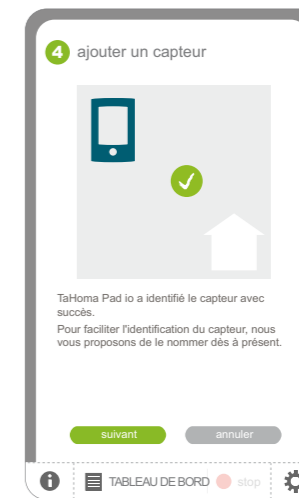 4 ajouter un capteur
TaHoma Pad io a identifié le capteur avec
succès.
Pour faciliter l'identification du capteur, nous
vous proposons de le nommer dès à présent.
suivant annuler
i TABLEAU DE BORD stop